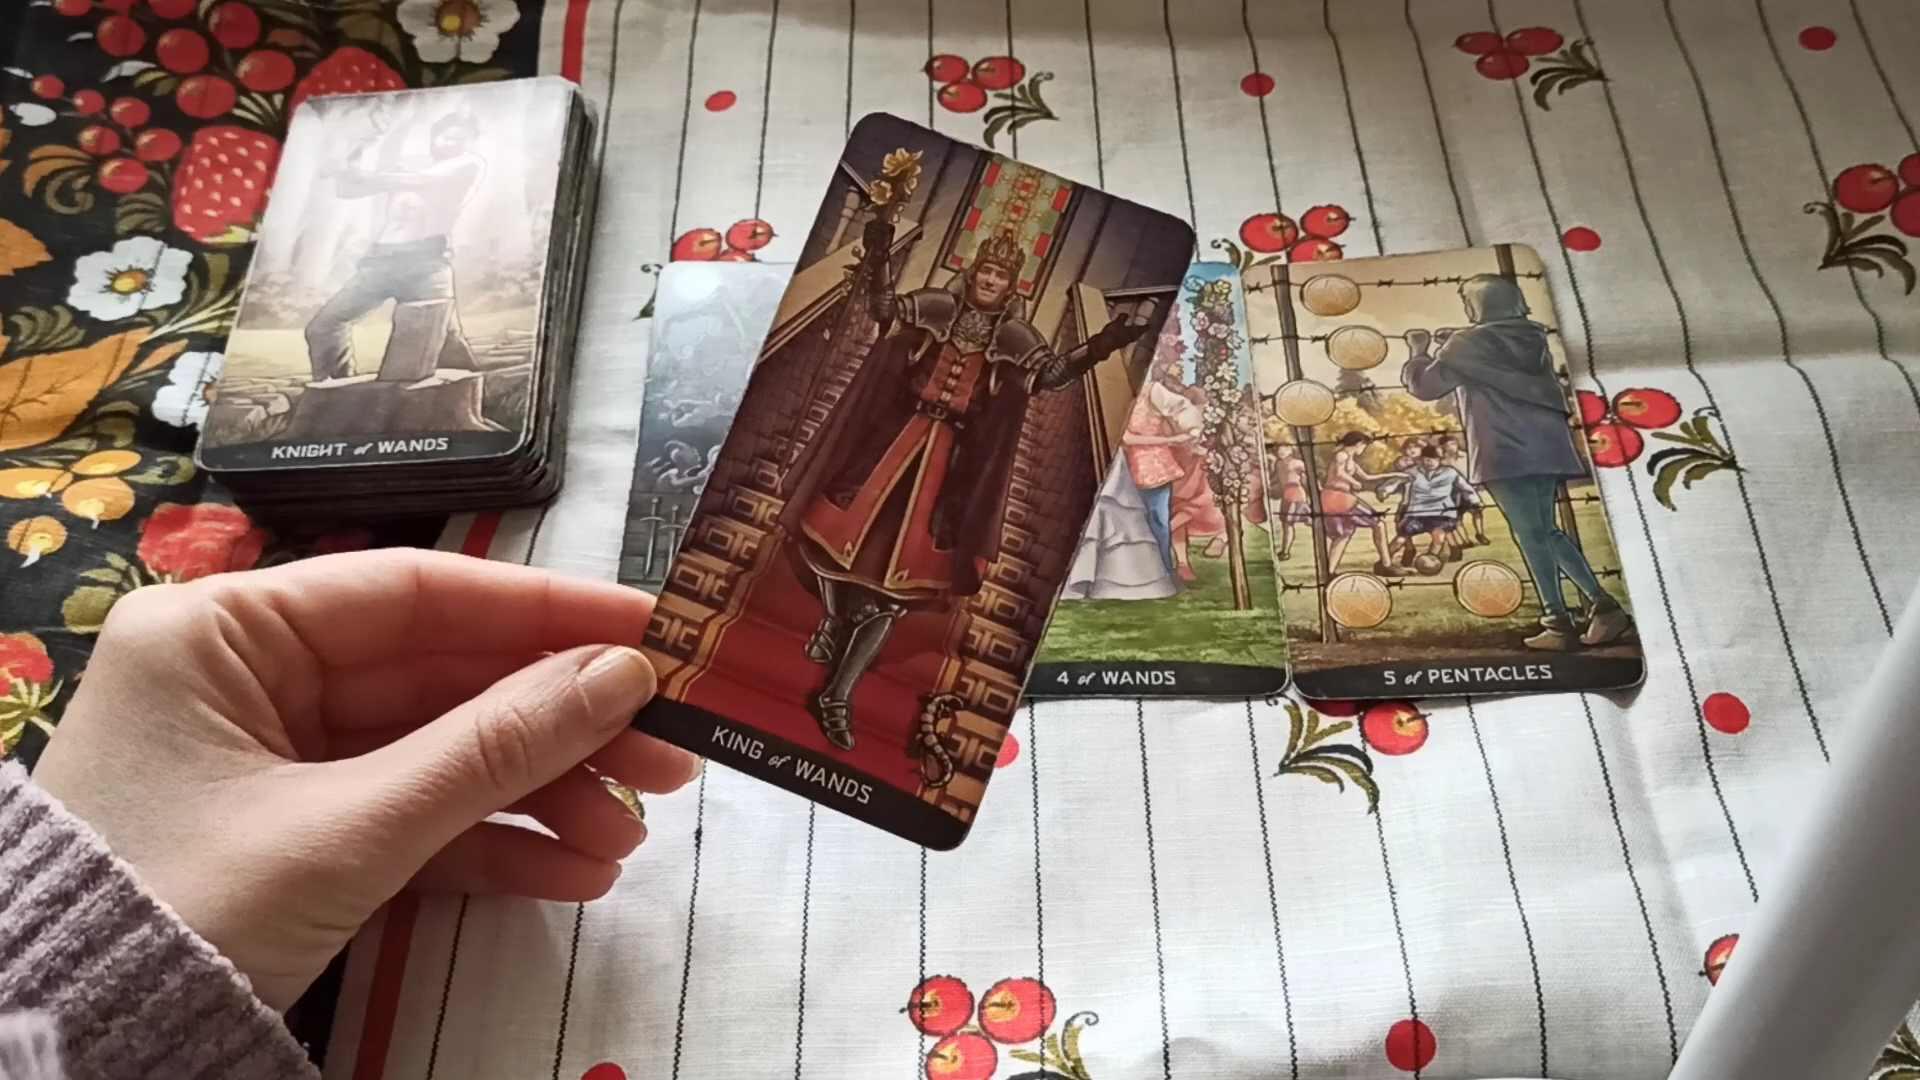 KNIGHT of WANDS
KING of WANDS
4 of WANDS
5 of PENTACLES